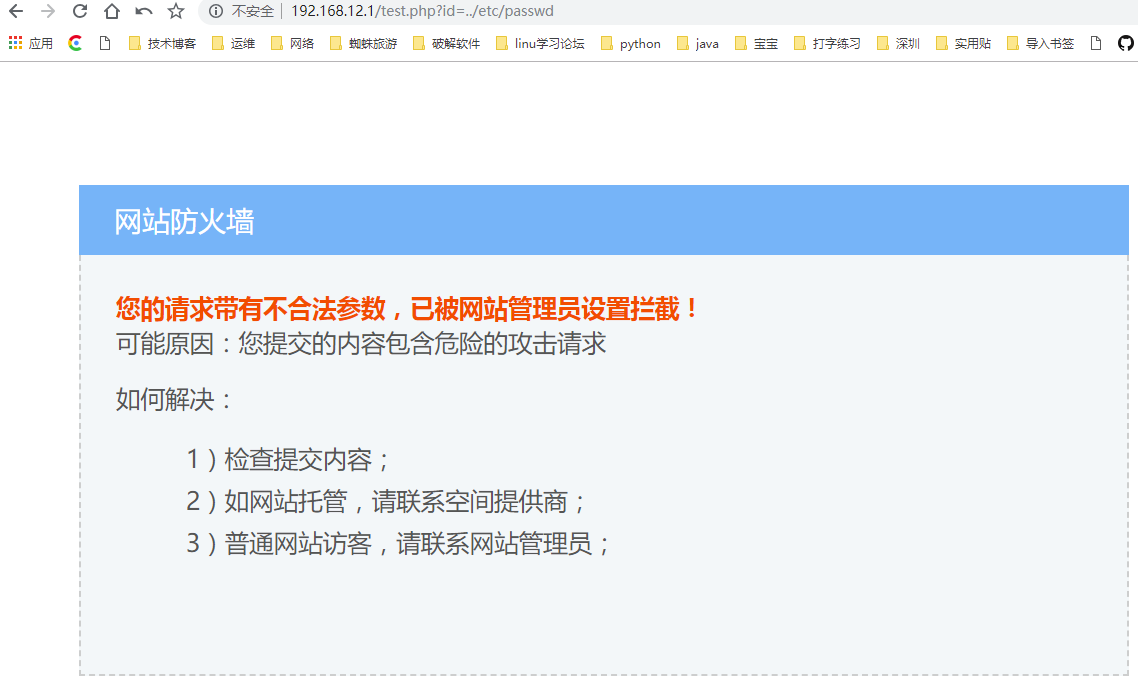 不安全 | 192.168.12.1/test.php?id=../etc/passwd
应用 技术博客 运维 网络 蜘蛛旅游 破解软件 linu学习论坛 python java 宝宝 打字练习 深圳 实用贴 导入书签
网站防火墙
您的请求带有不合法参数，已被网站管理员设置拦截！
可能原因：您提交的内容包含危险的攻击请求
如何解决：
1）检查提交内容；
2）如网站托管，请联系空间提供商；
3）普通网站访客，请联系网站管理员；